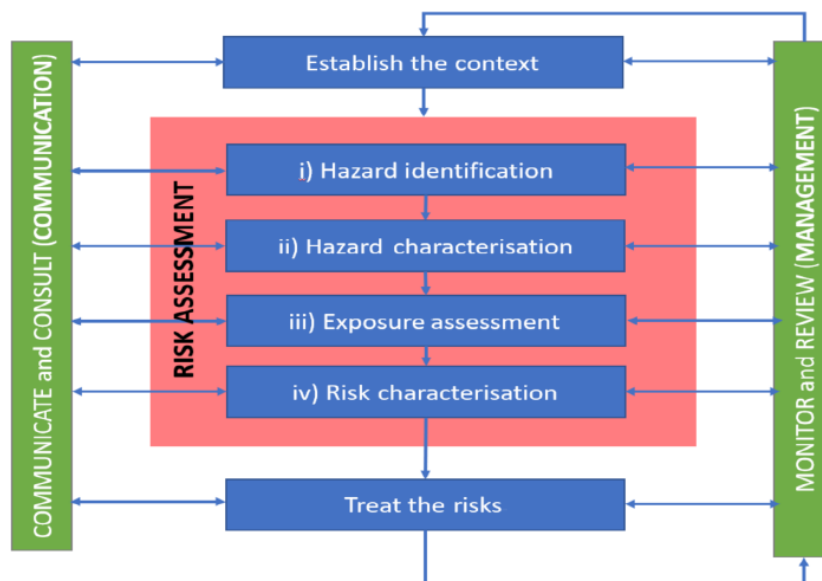 Establish the context
COMMUNICATE and CONSULT (COMMUNICATION)
RISK ASSESSMENT
i) Hazard identification
ii) Hazard characterisation
iii) Exposure assessment
iv) Risk characterisation
Treat the risks
MONITOR and REVIEW (MANAGEMENT)